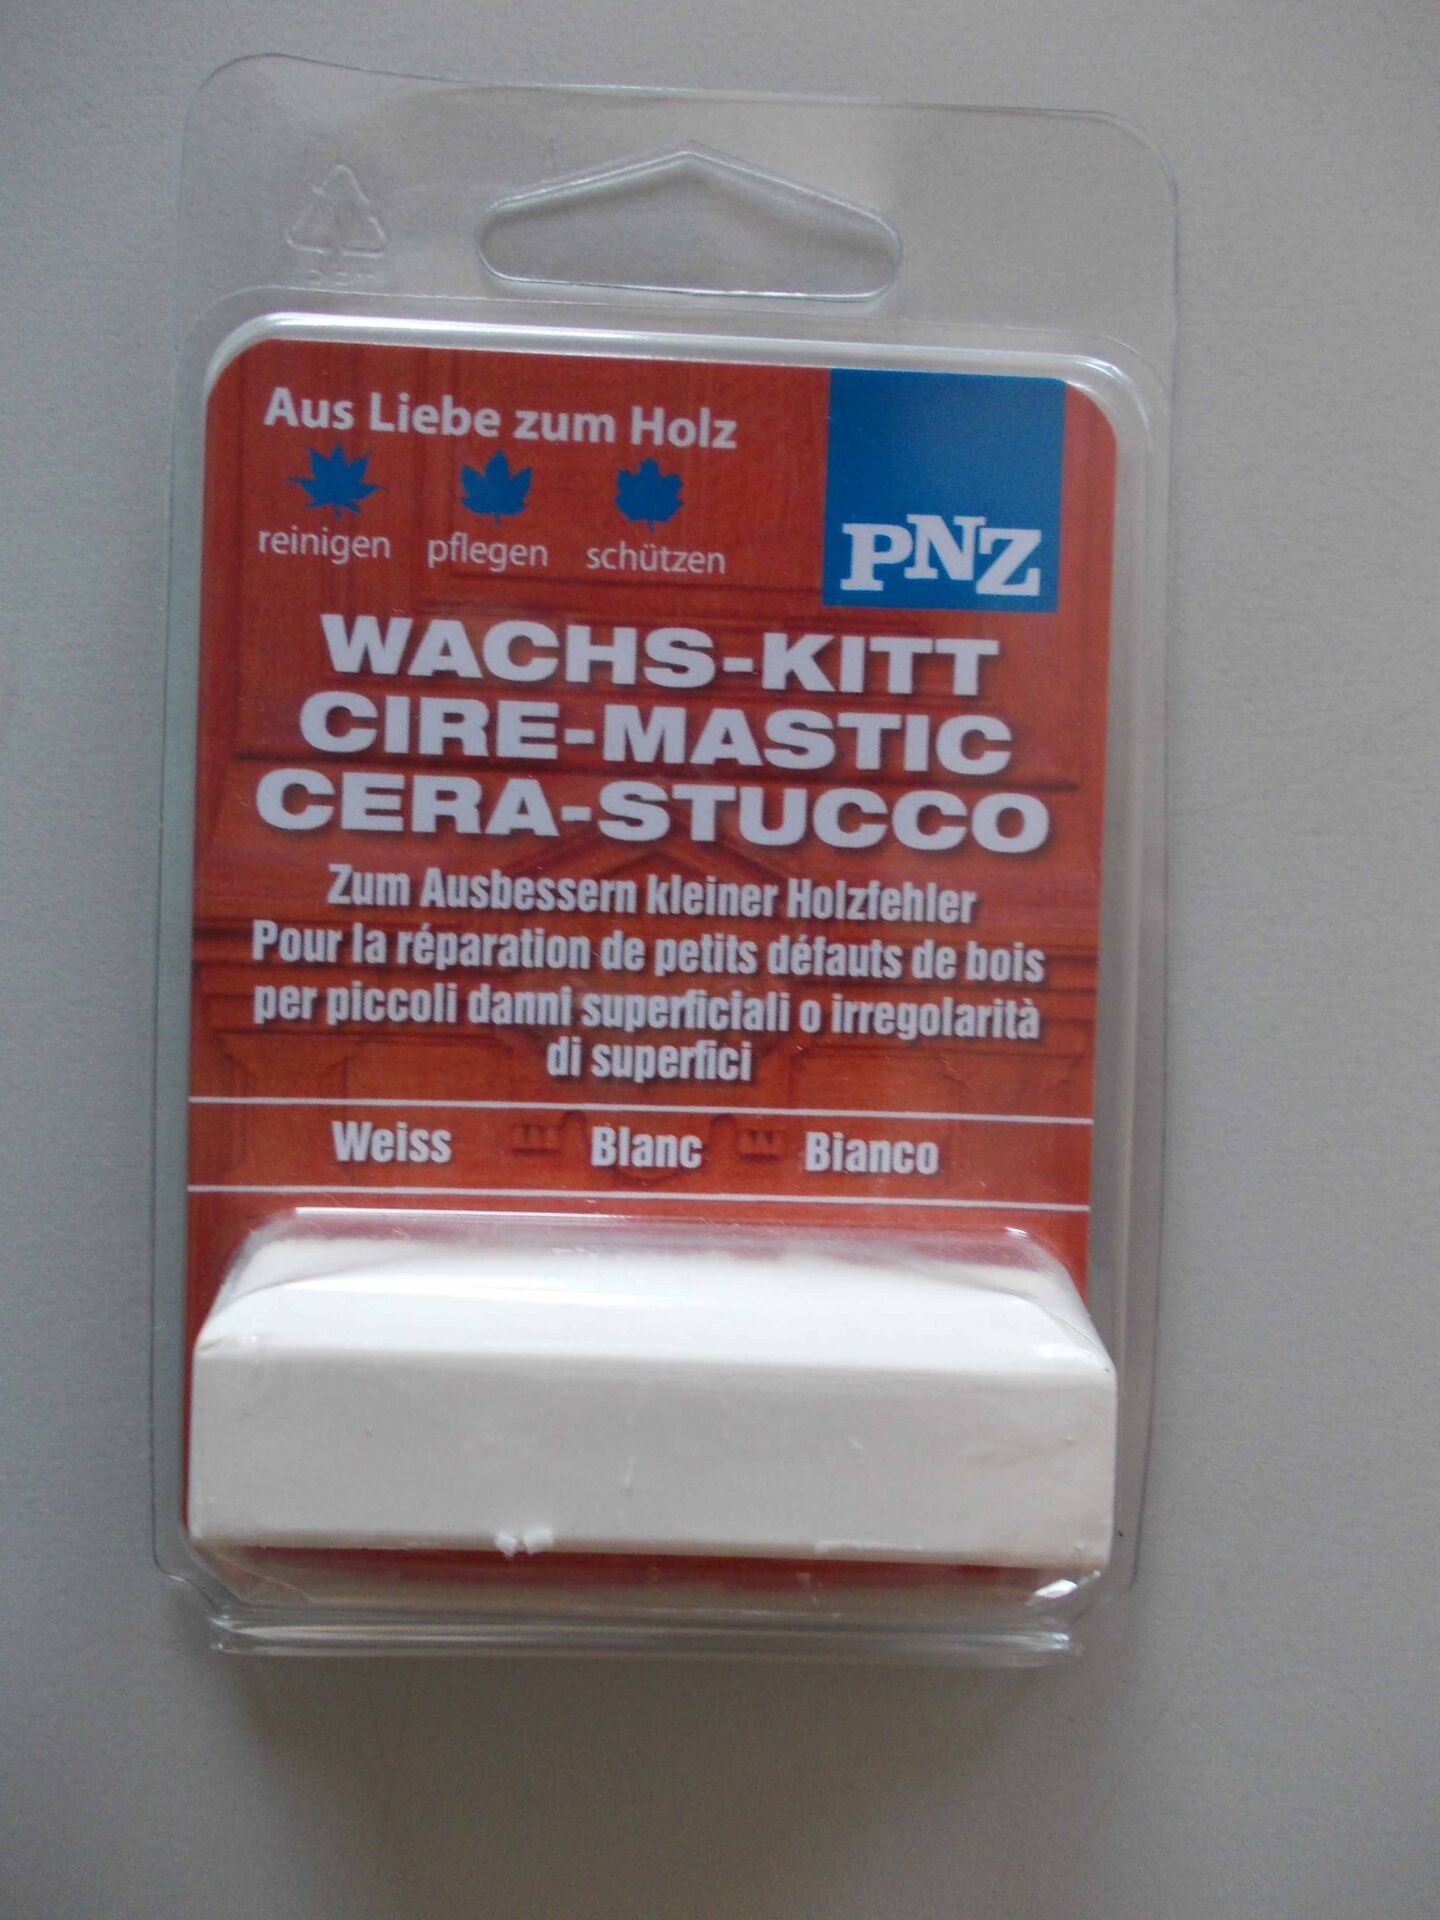 Aus Liebe zum Holz
reinigen pflegen schützen
PNZ
WACHS-KITT
CIRE-MASTIC
CERA-STUCCO
Zum Ausbessern kleiner Holzfehler
Pour la réparation de petits défauts de bois
per piccoli danni superficiali o irregolarità
di superfici
Weiss Blanc Bianco